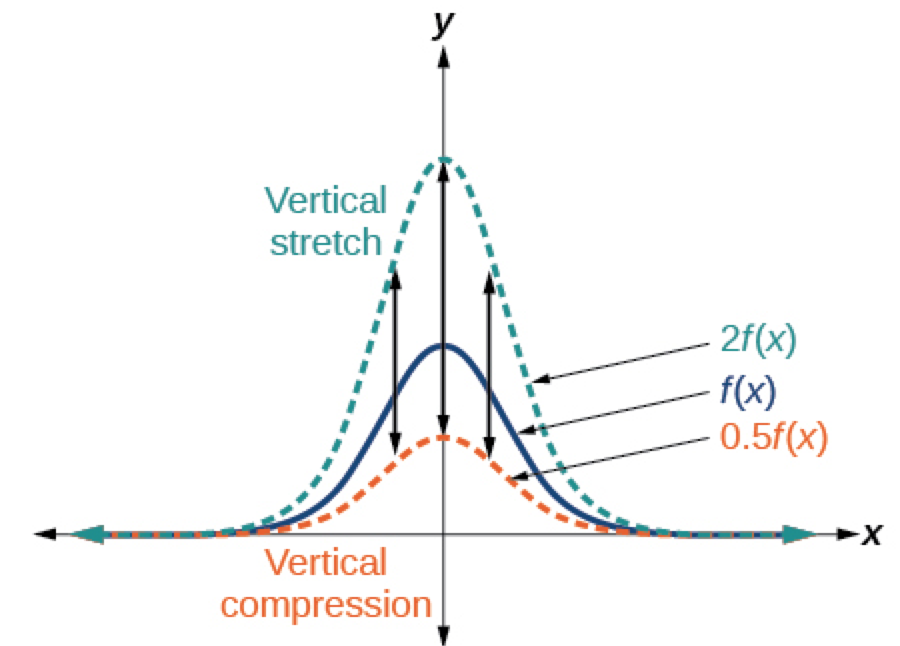 y
Vertical
stretch
2f(x)
f(x)
0.5f(x)
x
Vertical
compression